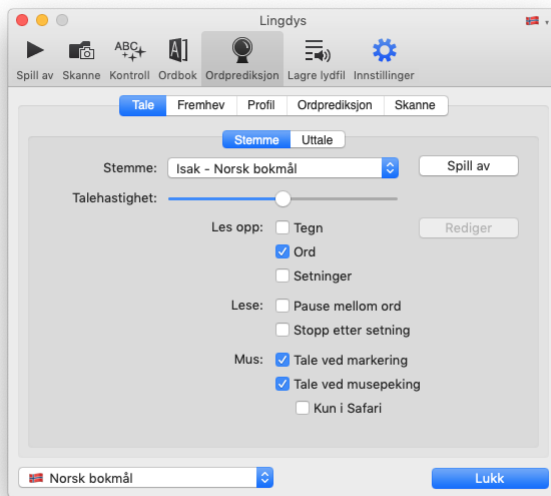 Lingdys
Spill av Skanne Kontroll Ordbok Ordprediksjon Lagre lydfil Innstillinger
ABC
A
Tale Fremhev Profil Ordprediksjon Skanne
Stemme Uttale
Stemme: Isak - Norsk bokmål Spill av
Talehastighet:
Les opp: Tegn Rediger
Ord
Setninger
Lese: Pause mellom ord
Stopp etter setning
Mus: Tale ved markering
Tale ved musepeking
Kun i Safari
Norsk bokmål Lukk